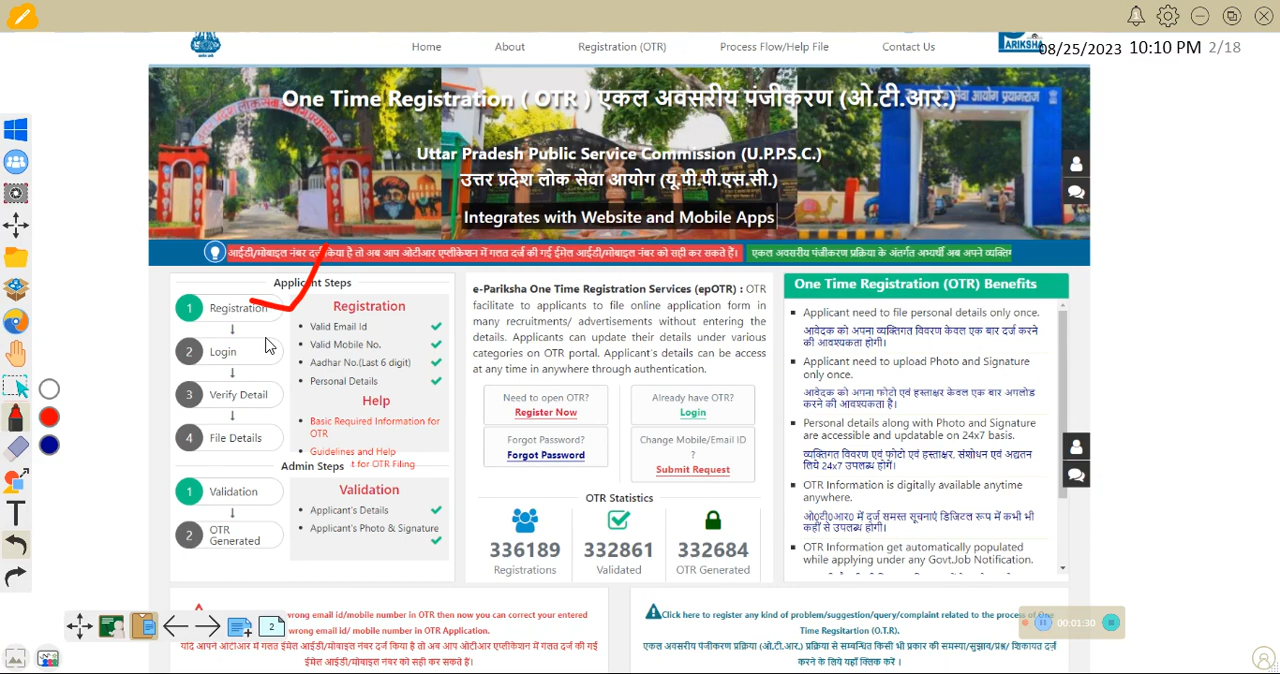 08/25/2023 10:10 PM 2/18
Home About Registration (OTR) Process Flow/Help File Contact Us
ARIKSHA
One Time Registration ( OTR ) एकल अवसरीय पंजीकरण (ओ.टी.आर.)
Uttar Pradesh Public Service Commission (U.P.P.S.C.)
उत्तर प्रदेश लोक सेवा आयोग (यू.पी.पी.एस.सी.)
Integrates with Website and Mobile Apps
आईडी/मोबाइल नंबर दर्ज किया है तो अब आप ओटीआर एप्लीकेशन में गलत दर्ज की गई ईमेल आईडी/मोबाइल नंबर को सही कर सकते हैं।
एकल अवसरीय पंजीकरण प्रक्रिया के अंतर्गत अभ्यर्थी अब अपने व्यक्तिग
Applicant Steps
1 Registration
2 Login
3 Verify Detail
4 File Details
Registration
Valid Email Id
Valid Mobile No.
Aadhar No.(Last 6 digit)
Personal Details
Help
Basic Required Information for
OTR
Guidelines and Help
t for OTR Filing
Admin Steps
1 Validation
2 OTR
Generated
Validation
Applicant's Details
Applicant's Photo & Signature
e-Pariksha One Time Registration Services (epOTR) : OTR
facilitate to applicants to file online application form in
many recruitments/ advertisements without entering the
details. Applicants can update their details under various
categories on OTR portal. Applicant's details can be access
at any time in anywhere through authentication.
Need to open OTR?
Register Now
Already have OTR?
Login
Forgot Password?
Forgot Password
Change Mobile/Email ID
?
Submit Request
OTR Statistics
336189 332861 332684
Registrations Validated OTR Generated
One Time Registration (OTR) Benefits
Applicant need to file personal details only once.
आवेदक को अपना व्यक्तिगत विवरण केवल एक बार दर्ज करने
की आवश्यकता होगी।
Applicant need to upload Photo and Signature
only once.
आवेदक को अपना फोटो एवं हस्ताक्षर केवल एक बार अपलोड
करने की आवश्यकता है।
Personal details along with Photo and Signature
are accessible and updatable on 24x7 basis.
व्यक्तिगत विवरण एवं फोटो एवं हस्ताक्षर, संशोधन एवं अद्यतन
लिये 24x7 उपलब्ध होंगे।
OTR Information is digitally available anytime
anywhere.
ओ0टी0आर0 में दर्ज समस्त सूचनाएं डिजिटल रूप में कभी भी
कहीं से उपलब्ध होगी।
OTR Information get automatically populated
while applying under any Govt.Job Notification.
wrong email id/mobile number in OTR then now you can correct your entered
wrong email id/ mobile number in OTR Application.
यदि आपने ओटीआर में गलत ईमेल आईडी/मोबाइल नंबर दर्ज किया है तो अब आप ओटीआर एप्लीकेशन में गलत दर्ज की गई
ईमेल आईडी/मोबाइल नंबर को सही कर सकते हैं।
Click here to register any kind of problem/suggestion/query/complaint related to the process of One
Time Regsitartion (O.T.R.).
एकल अवसरीय पंजीकरण (ओ.टी.आर.) प्रक्रिया से सम्बन्धित किसी भी प्रकार की समस्या/सुझाव/प्रश्न/ शिकायत दर्ज
करने के लिये यहाँ क्लिक करें ।
00:01:30
2